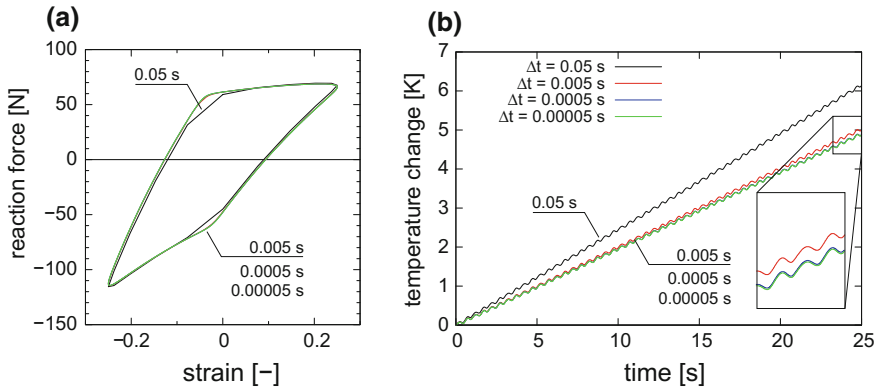 (a)
100
50
0
−50
−100
−150
reaction force [N]
−0.2
0
0.2
strain [−]
0.05 s
0.005 s
0.0005 s
0.00005 s
(b)
7
6
5
4
3
2
1
0
temperature change [K]
0
5
10
15
20
25
time [s]
Δt = 0.05 s
Δt = 0.005 s
Δt = 0.0005 s
Δt = 0.00005 s
0.05 s
0.005 s
0.0005 s
0.00005 s